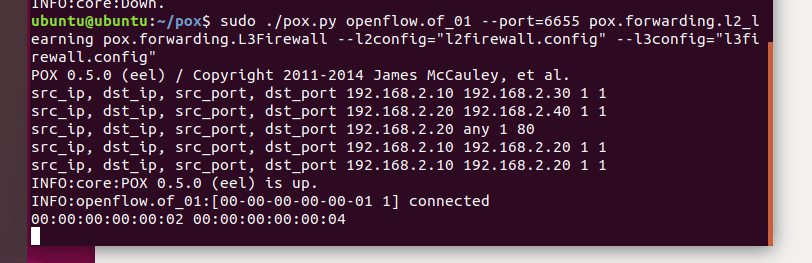 INFO:core:Down.
ubuntu@ubuntu:~/pox$ sudo ./pox.py openflow.of_01 --port=6655 pox.forwarding.l2_l
earning pox.forwarding.L3Firewall --l2config="l2firewall.config" --l3config="l3fi
rewall.config"
POX 0.5.0 (eel) / Copyright 2011-2014 James McCauley, et al.
src_ip, dst_ip, src_port, dst_port 192.168.2.10 192.168.2.30 1 1
src_ip, dst_ip, src_port, dst_port 192.168.2.20 192.168.2.40 1 1
src_ip, dst_ip, src_port, dst_port 192.168.2.20 any 1 80
src_ip, dst_ip, src_port, dst_port 192.168.2.10 192.168.2.20 1 1
src_ip, dst_ip, src_port, dst_port 192.168.2.10 192.168.2.20 1 1
INFO:core:POX 0.5.0 (eel) is up.
INFO:openflow.of_01:[00-00-00-00-00-01 1] connected
00:00:00:00:00:02 00:00:00:00:00:04